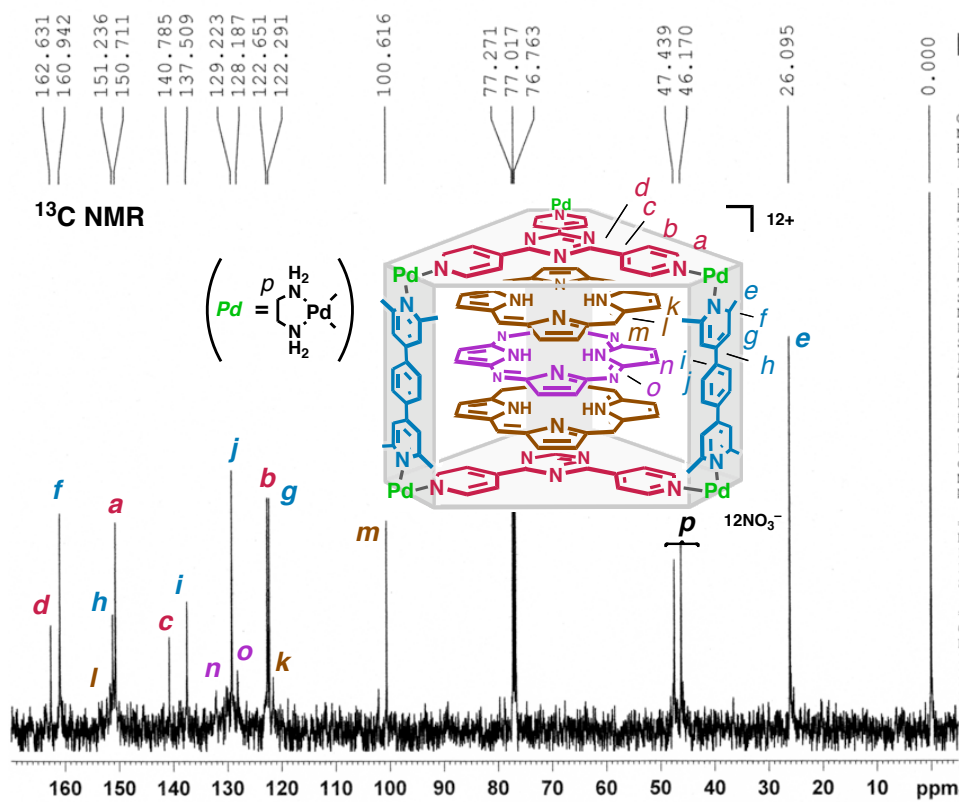 162.631
160.942
151.236
150.711
140.785
137.509
129.223
128.187
122.651
122.291
100.616
77.271
77.017
76.763
47.439
46.170
26.095
0.000
¹³C NMR
Pd = p H₂ N Pd N H₂
Pd
N
d
c
b
a
12+
N N
N N N
Pd Pd
N
NH HN
N
k
l
m
N
e
f
g
h
i
j
N N
NH HN
N N N
n
o
NH HN
N
N N
N N
N N N
Pd Pd
12NO₃⁻
e
f
a
h
d
l
c
i
n
j
o
b
g
k
m
p
160 150 140 130 120 110 100 90 80 70 60 50 40 30 20 10 ppm